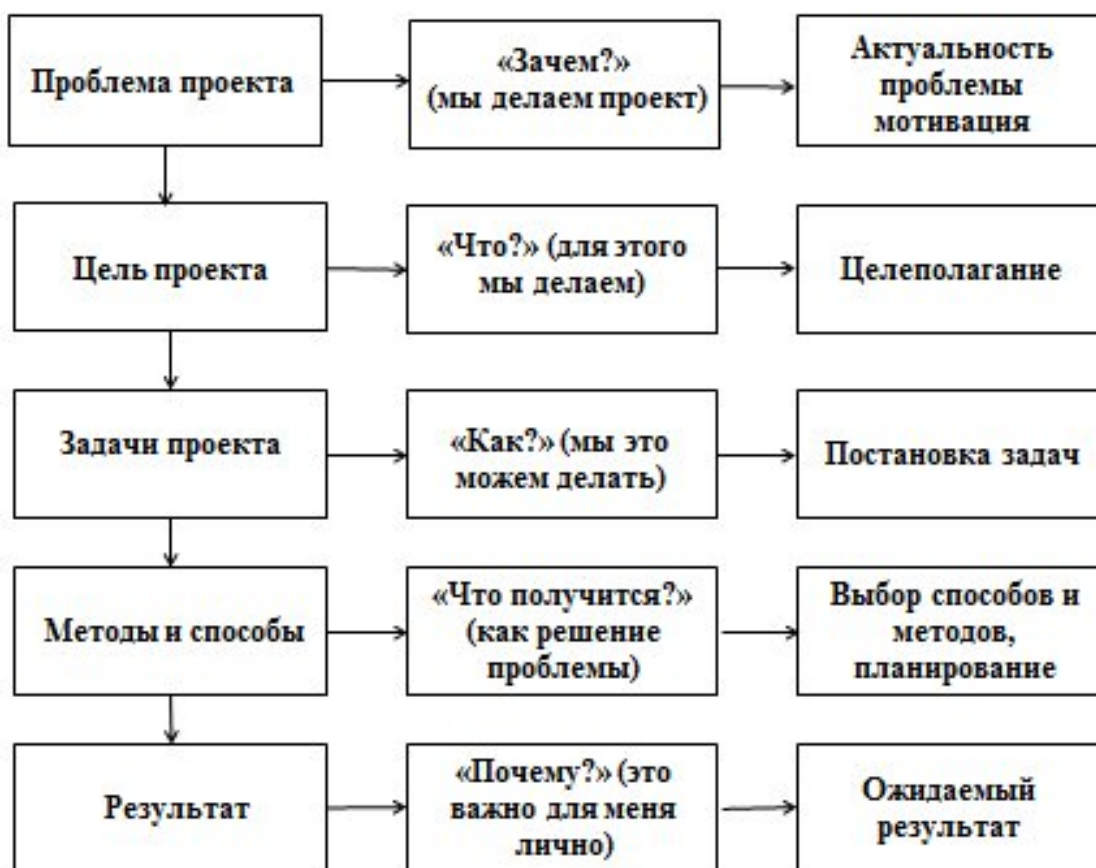 Проблема проекта
«Зачем?»
(мы делаем проект)
Актуальность
проблемы
мотивация
Цель проекта
«Что?» (для этого
мы делаем)
Целеполагание
Задачи проекта
«Как?» (мы это
можем делать)
Постановка задач
Методы и способы
«Что получится?»
(как решение
проблемы)
Выбор способов и
методов,
планирование
Результат
«Почему?» (это
важно для меня
лично)
Ожидаемый
результат